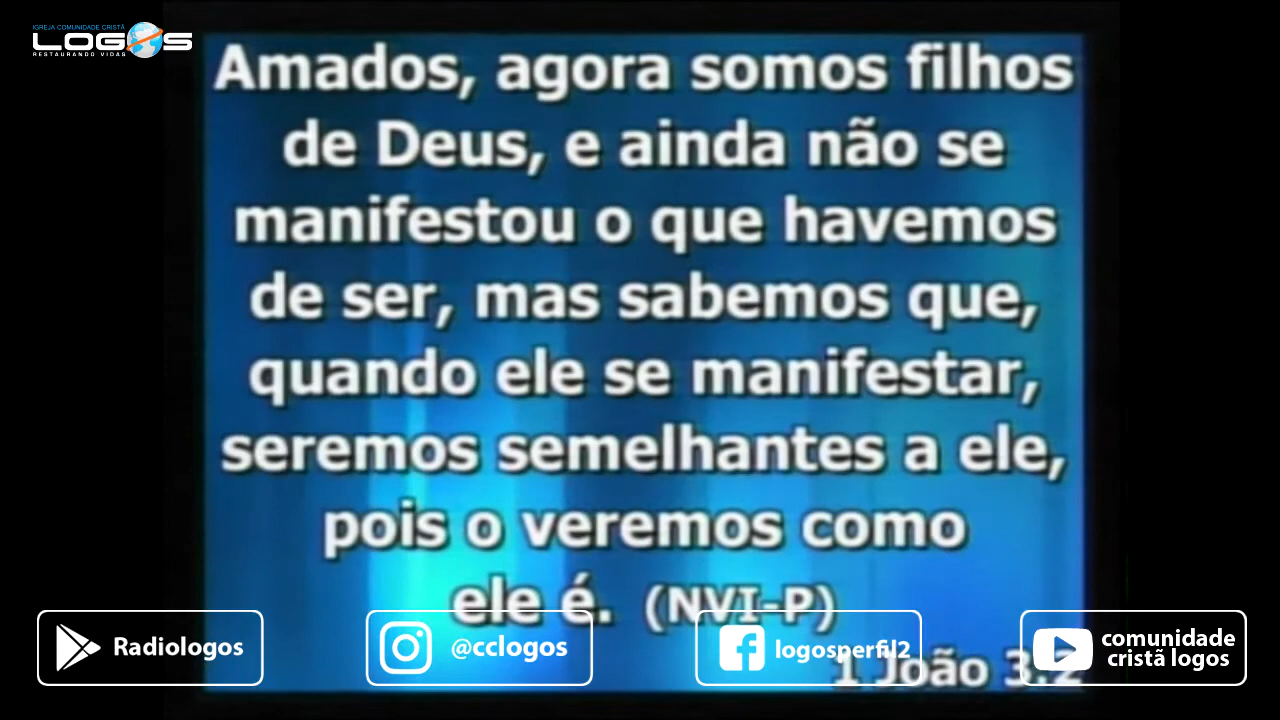 IGREJA COMUNIDADE CRISTÃ
LOGOS
RESTAURANDO VIDAS
Amados, agora somos filhos
de Deus, e ainda não se
manifestou o que havemos
de ser, mas sabemos que,
quando ele se manifestar,
seremos semelhantes a ele,
pois o veremos como
ele é. (NVI-P)
1 João 3:2
Radiologos
@cclogos
logosperfil2
comunidade
cristã logos